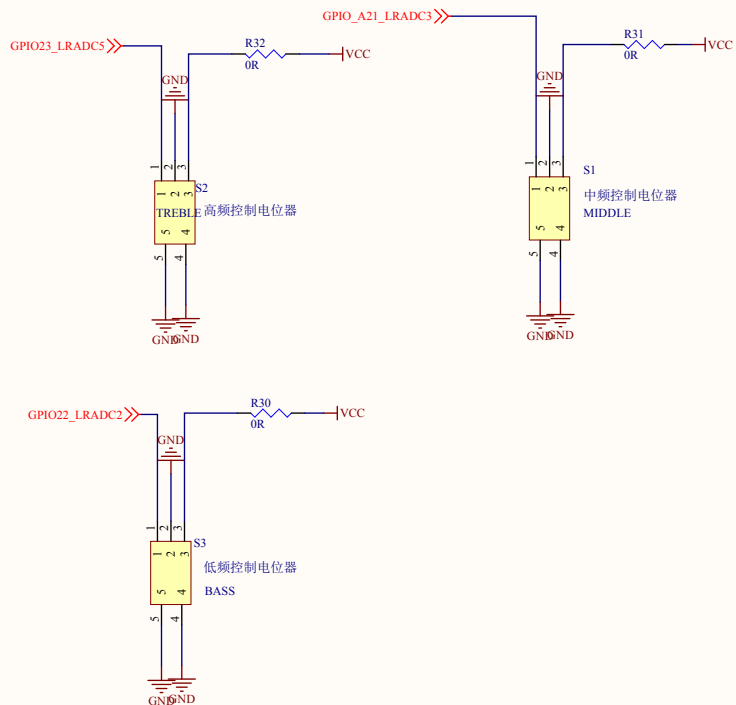 GPIO_A21_LRADC3
GPIO23_LRADC5
R32
0R
VCC
R31
0R
VCC
GND
GND
1
2
3
1
2
3
S2
TREBLE
高频控制电位器
5
4
5
4
GND
GND
1
2
3
1
2
3
S1
中频控制电位器
MIDDLE
5
4
5
4
GND
GND
GPIO22_LRADC2
R30
0R
VCC
GND
1
2
3
1
2
3
S3
低频控制电位器
BASS
5
4
5
4
GND
GND